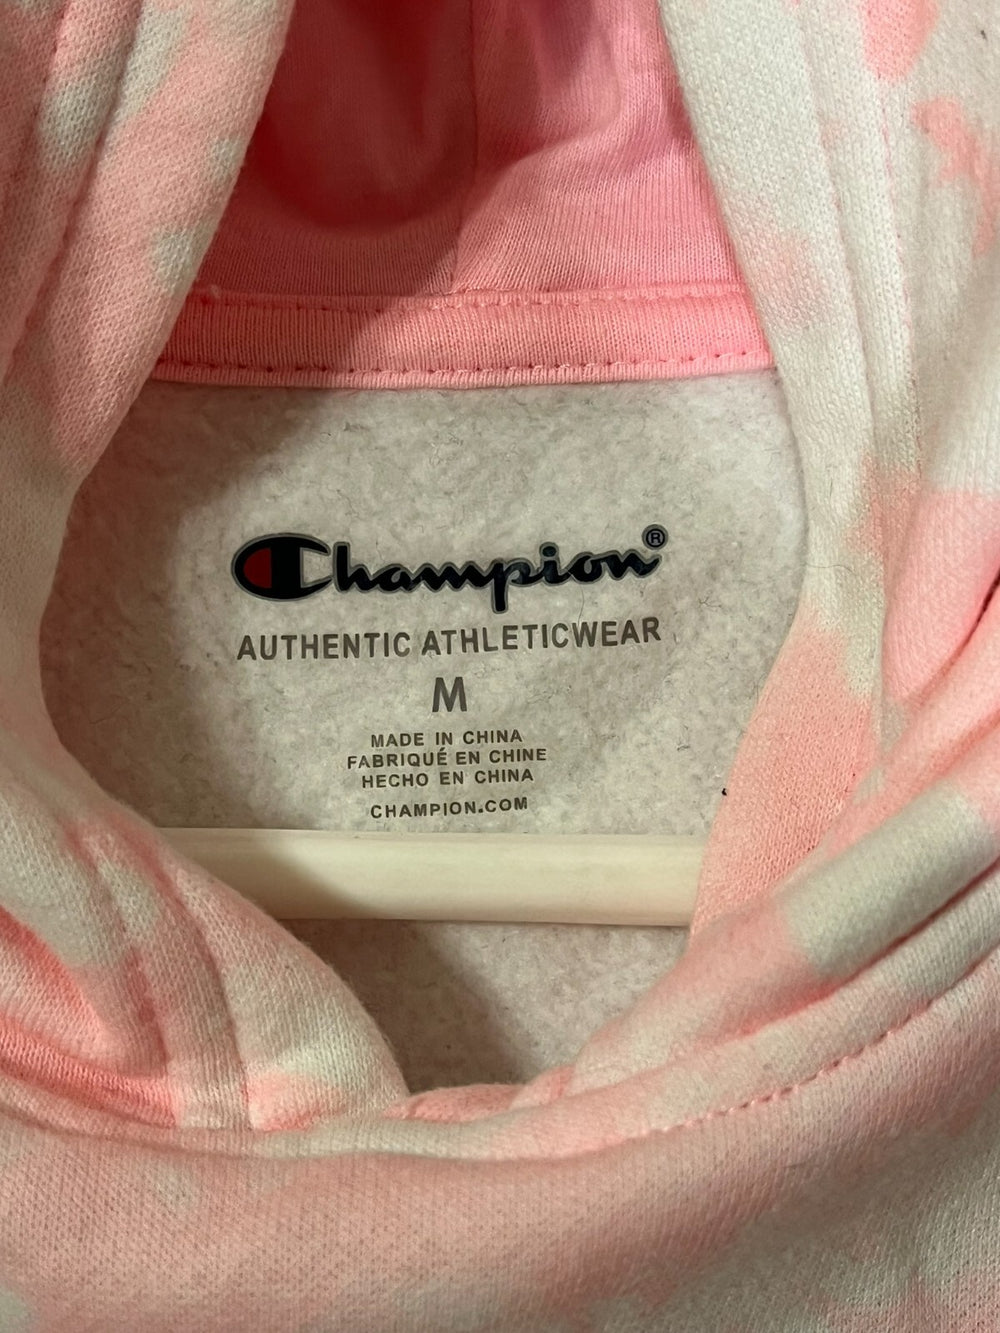 Champion®
AUTHENTIC ATHLETICWEAR
M
MADE IN CHINA
FABRIQUÉ EN CHINE
HECHO EN CHINA
CHAMPION.COM